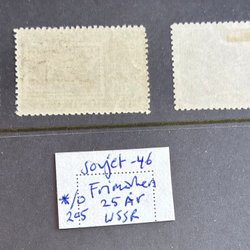 Sovjet -46
Frimärken
*/0 25 År
205 USSR